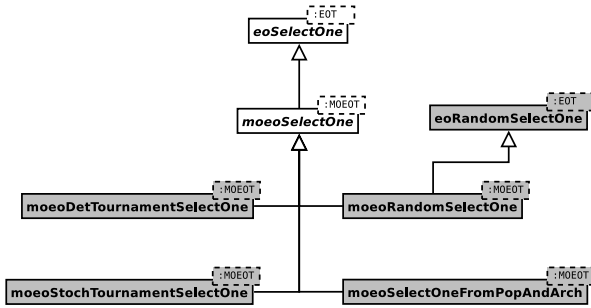 :EOT
eoSelectOne
:MOEOT
moeoSelectOne
:EOT
eoRandomSelectOne
:MOEOT
moeoDetTournamentSelectOne
:MOEOT
moeoRandomSelectOne
:MOEOT
moeoStochTournamentSelectOne
:MOEOT
moeoSelectOneFromPopAndArch